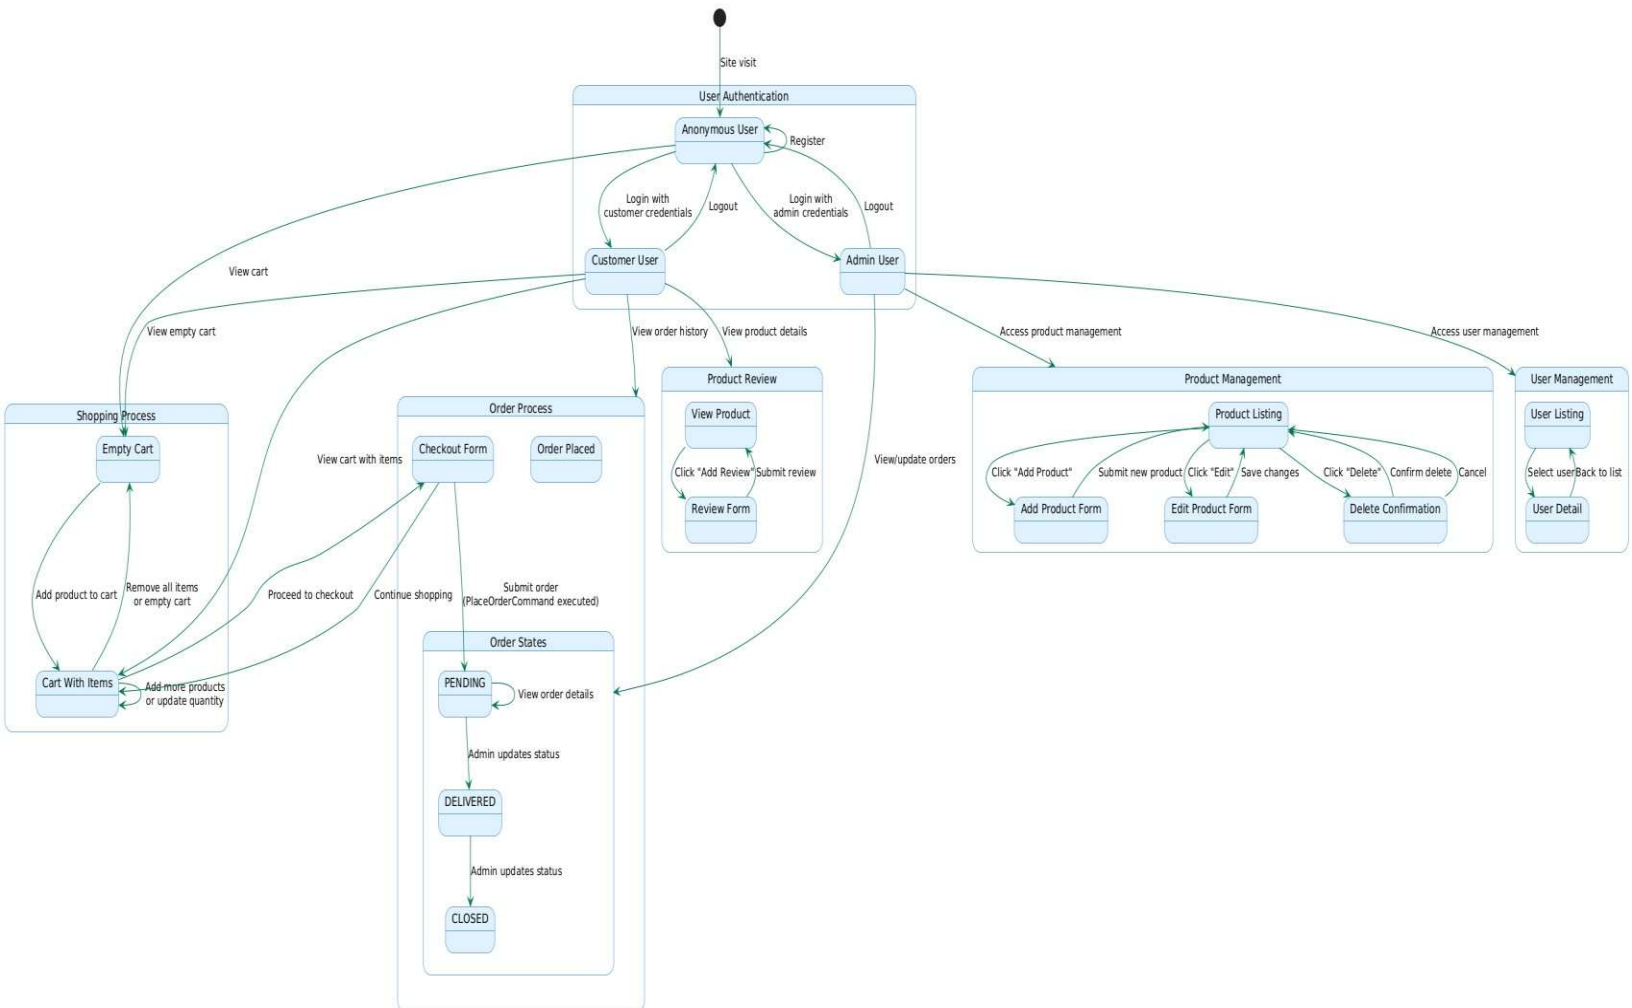 Site visit
User Authentication
Anonymous User
Register
Login with
customer credentials
Logout
Login with
admin credentials
Logout
Customer User
Admin User
View cart
View empty cart
View order history
View product details
Access product management
Access user management
Shopping Process
Empty Cart
Add product to cart
Remove all items
or empty cart
Cart With Items
Add more products
or update quantity
View cart with items
Proceed to checkout
Continue shopping
Order Process
Checkout Form
Order Placed
Submit order
(PlaceOrderCommand executed)
Order States
PENDING
View order details
Admin updates status
DELIVERED
Admin updates status
CLOSED
Product Review
View Product
Click "Add Review"
Submit review
Review Form
View/update orders
Product Management
Product Listing
Click "Add Product"
Submit new product
Click "Edit"
Save changes
Click "Delete"
Confirm delete
Cancel
Add Product Form
Edit Product Form
Delete Confirmation
User Management
User Listing
Select user
Back to list
User Detail